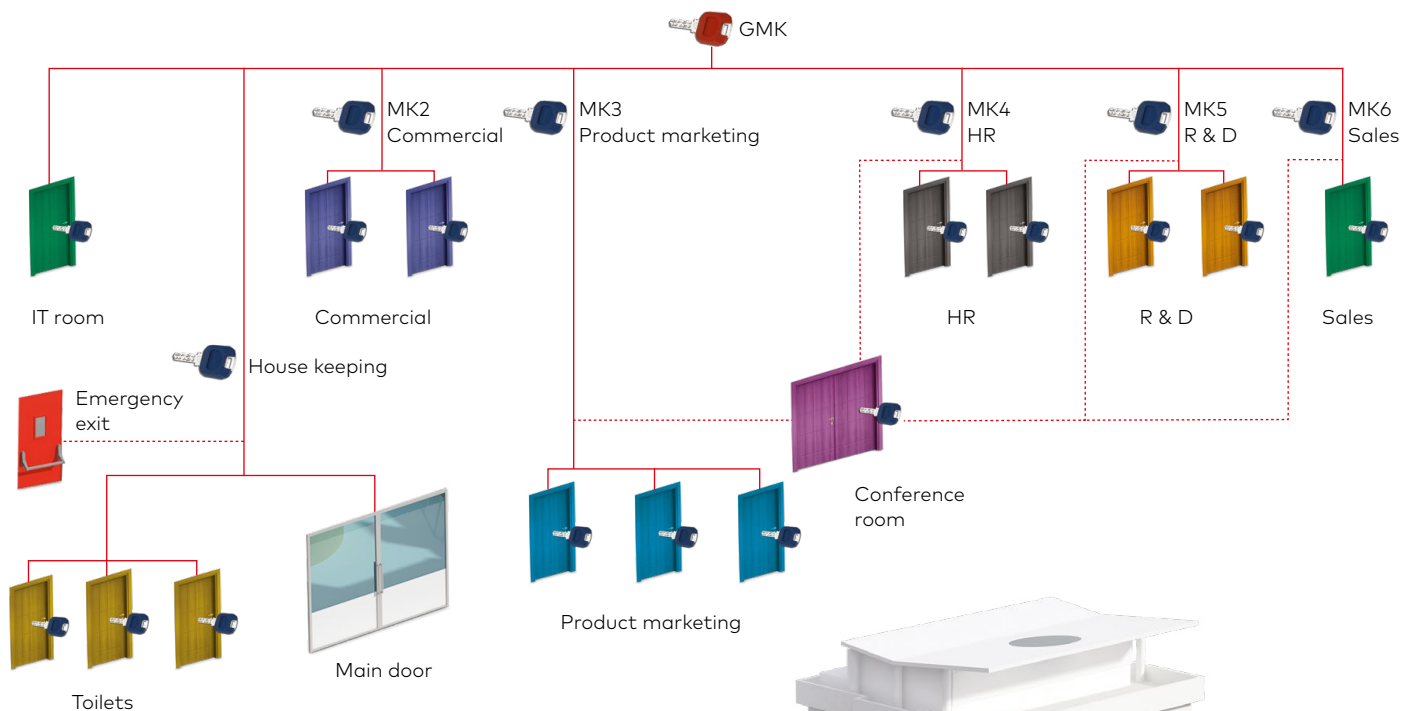 GMK
MK2
Commercial
MK3
Product marketing
MK4
HR
MK5
R & D
MK6
Sales
IT room
Commercial
HR
R & D
Sales
House keeping
Emergency
exit
Conference
room
Product marketing
Main door
Toilets